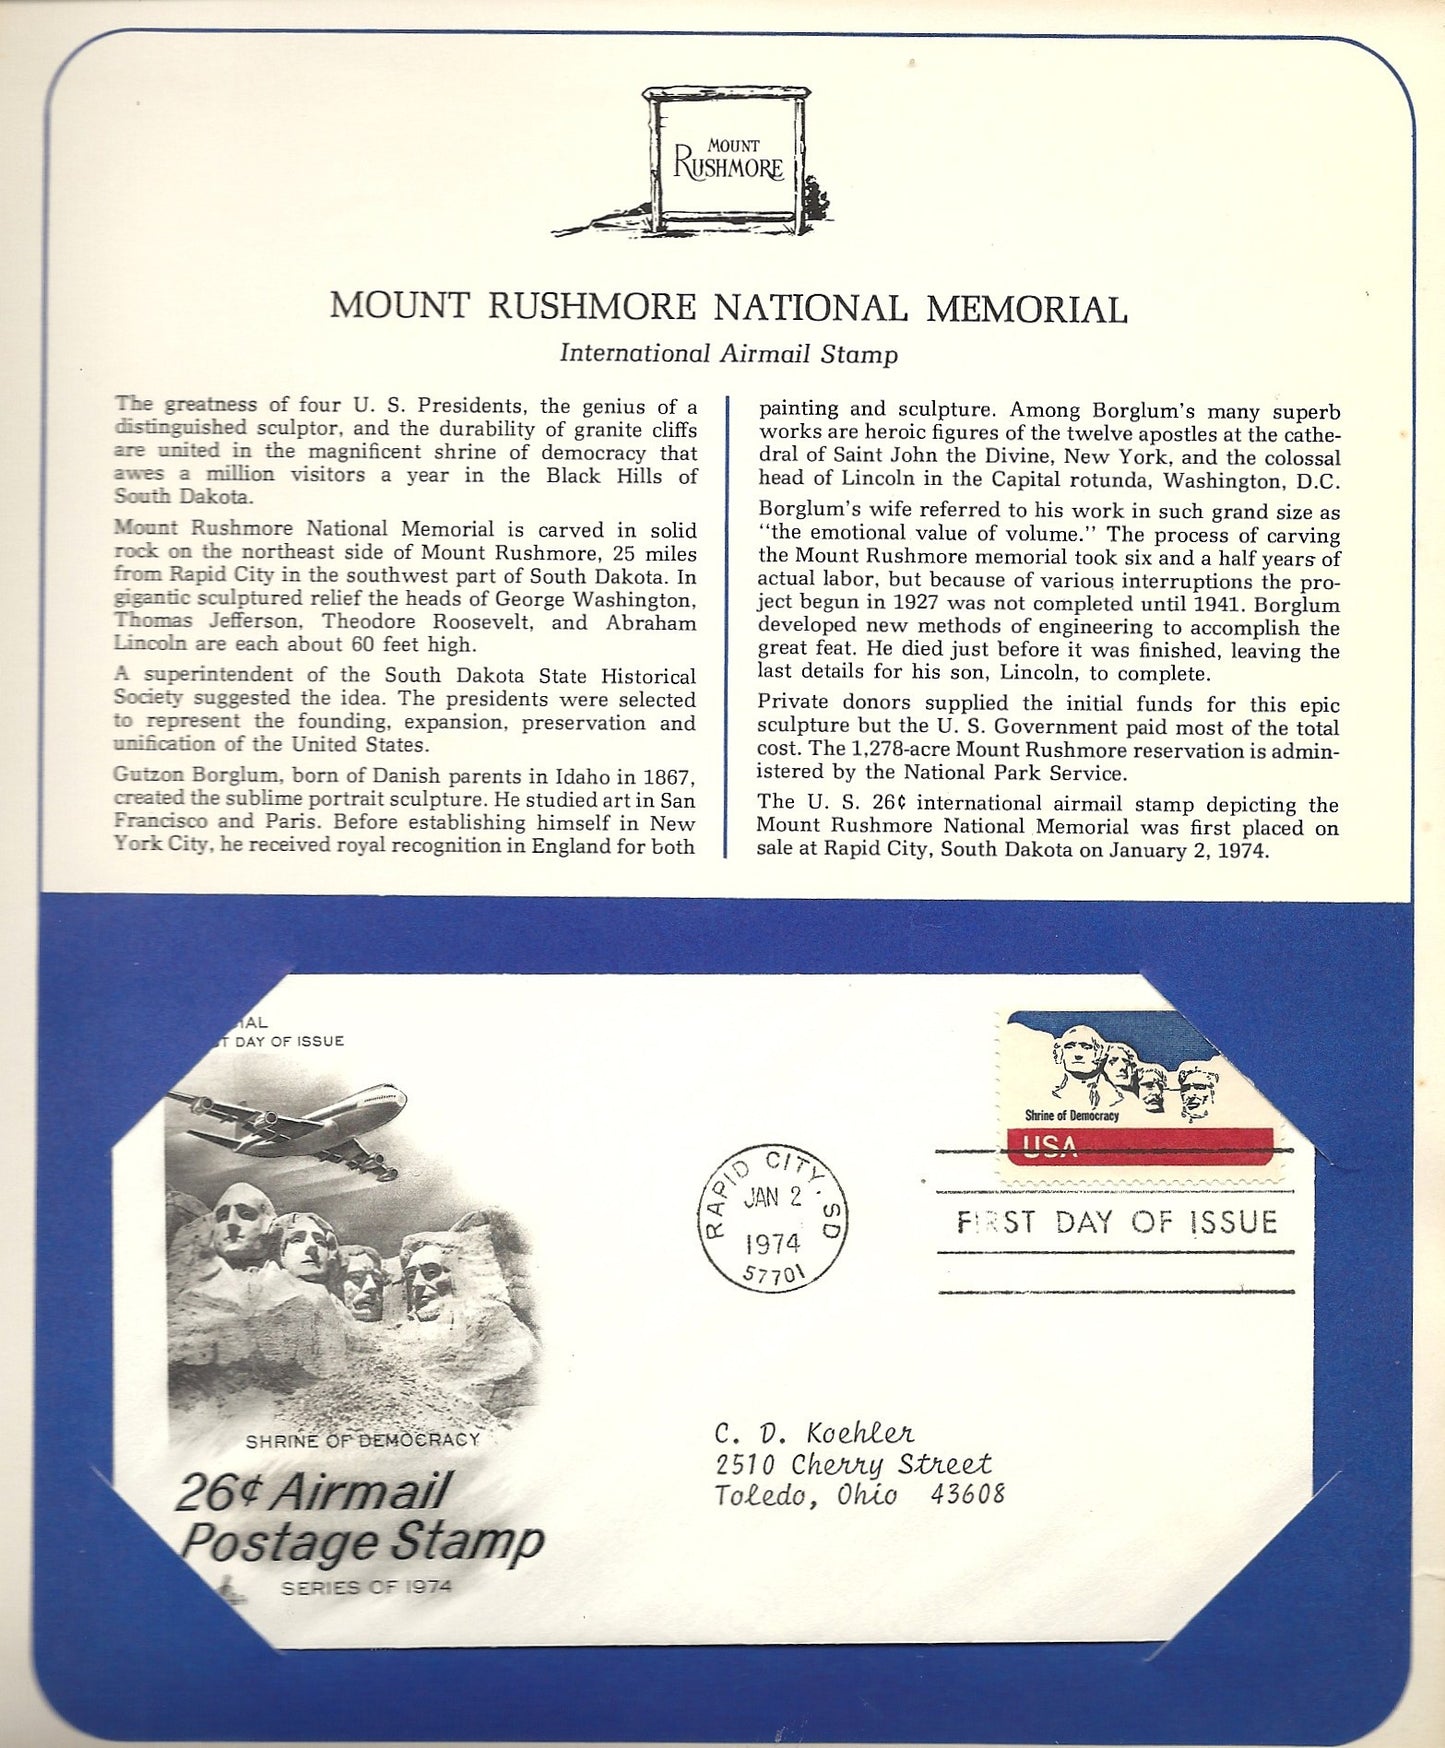 MOUNT
RUSHMORE
MOUNT RUSHMORE NATIONAL MEMORIAL
International Airmail Stamp
The greatness of four U. S. Presidents, the genius of a
distinguished sculptor, and the durability of granite cliffs
are united in the magnificent shrine of democracy that
awes a million visitors a year in the Black Hills of
South Dakota.
Mount Rushmore National Memorial is carved in solid
rock on the northeast side of Mount Rushmore, 25 miles
from Rapid City in the southwest part of South Dakota. In
gigantic sculptured relief the heads of George Washington,
Thomas Jefferson, Theodore Roosevelt, and Abraham
Lincoln are each about 60 feet high.
A superintendent of the South Dakota State Historical
Society suggested the idea. The presidents were selected
to represent the founding, expansion, preservation and
unification of the United States.
Gutzon Borglum, born of Danish parents in Idaho in 1867,
created the sublime portrait sculpture. He studied art in San
Francisco and Paris. Before establishing himself in New
York City, he received royal recognition in England for both
painting and sculpture. Among Borglum's many superb
works are heroic figures of the twelve apostles at the cathe-
dral of Saint John the Divine, New York, and the colossal
head of Lincoln in the Capital rotunda, Washington, D.C.
Borglum's wife referred to his work in such grand size as
"the emotional value of volume." The process of carving
the Mount Rushmore memorial took six and a half years of
actual labor, but because of various interruptions the pro-
ject begun in 1927 was not completed until 1941. Borglum
developed new methods of engineering to accomplish the
great feat. He died just before it was finished, leaving the
last details for his son, Lincoln, to complete.
Private donors supplied the initial funds for this epic
sculpture but the U. S. Government paid most of the total
cost. The 1,278-acre Mount Rushmore reservation is admin-
istered by the National Park Service.
The U. S. 26¢ international airmail stamp depicting the
Mount Rushmore National Memorial was first placed on
sale at Rapid City, South Dakota on January 2, 1974.
IAL
T DAY OF ISSUE
SHRINE OF DEMOCRACY
26¢ Airmail
Postage Stamp
SERIES OF 1974
Shrine of Democracy
USA
RAPID CITY. SD
JAN 2
1974
57701
FIRST DAY OF ISSUE
C. D. Koehler
2510 Cherry Street
Toledo, Ohio 43608